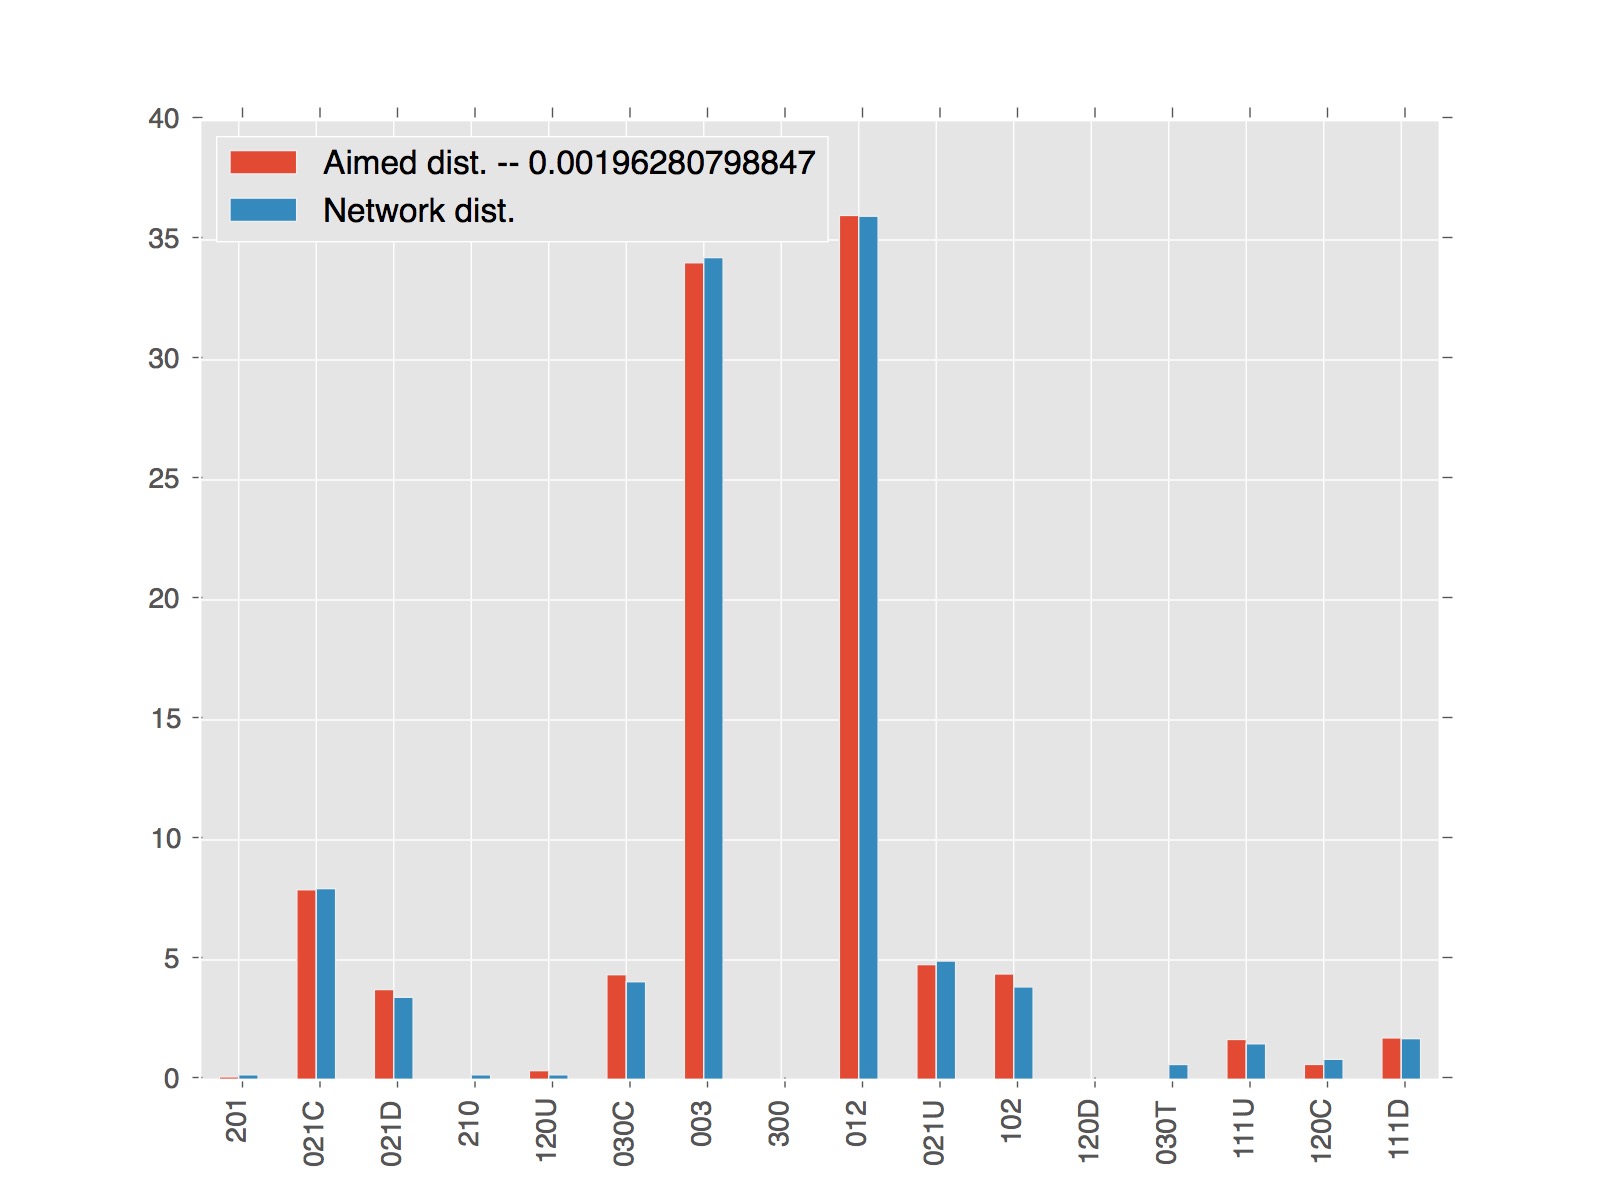 Aimed dist. -- 0.00196280798847
Network dist.
40
35
30
25
20
15
10
5
0
201
021C
021D
210
120U
030C
003
300
012
021U
102
120D
030T
111U
120C
111D